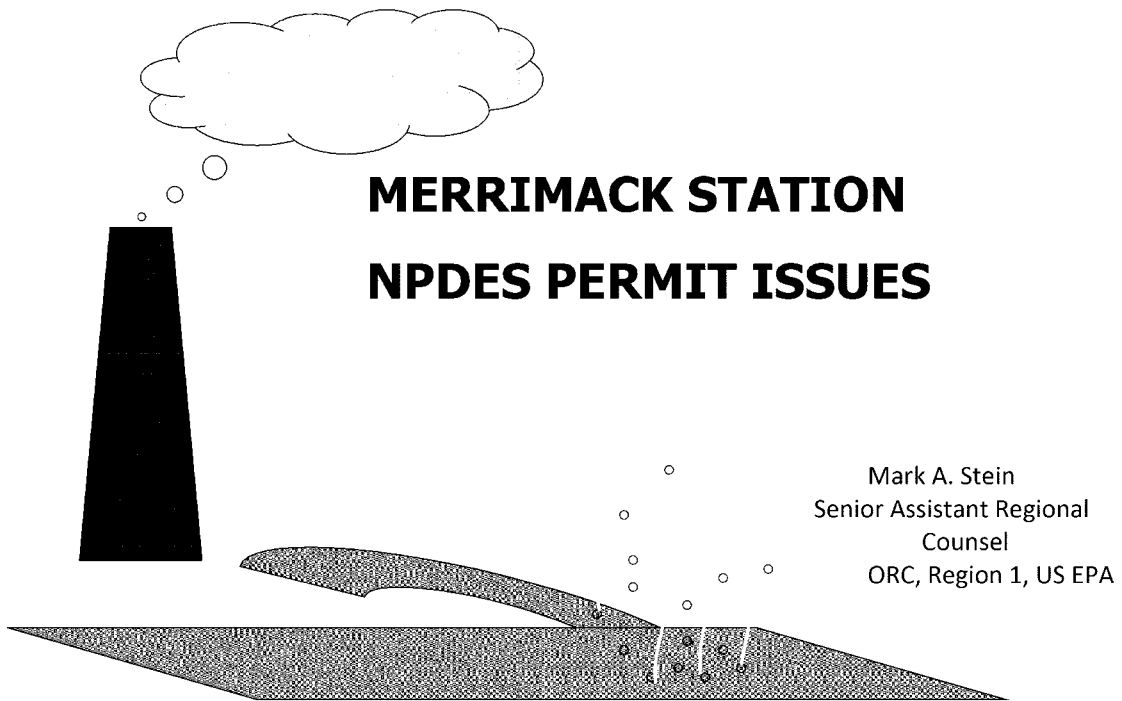 MERRIMACK STATION
NPDES PERMIT ISSUES
Mark A. Stein
Senior Assistant Regional
Counsel
ORC, Region 1, US EPA